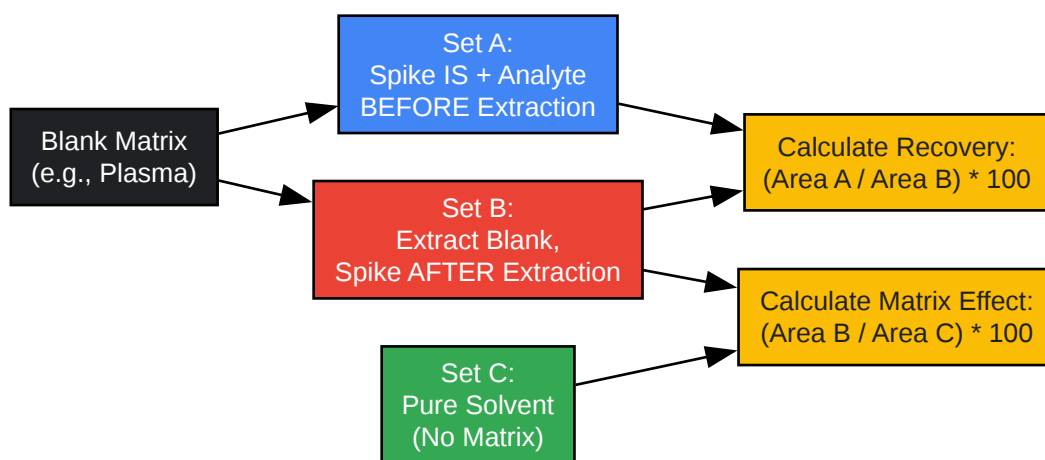 Blank Matrix
(e.g., Plasma)
Set A:
Spike IS + Analyte
BEFORE Extraction
Set B:
Extract Blank,
Spike AFTER Extraction
Set C:
Pure Solvent
(No Matrix)
Calculate Recovery:
(Area A / Area B) * 100
Calculate Matrix Effect:
(Area B / Area C) * 100